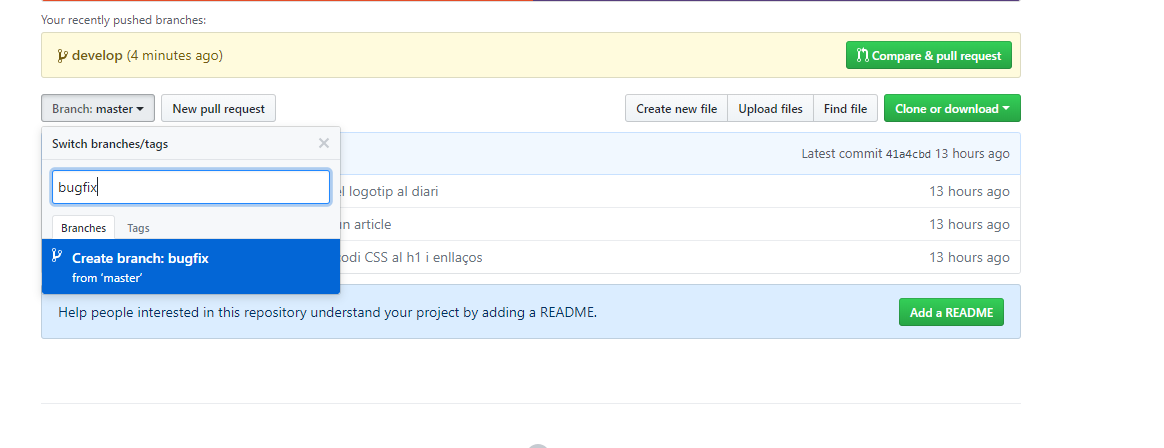 Your recently pushed branches:
develop (4 minutes ago)
Compare & pull request
Branch: master
New pull request
Create new file
Upload files
Find file
Clone or download
Switch branches/tags
Latest commit 41a4cbd 13 hours ago
bugfix
el logotip al diari
13 hours ago
Branches
Tags
un article
13 hours ago
Create branch: bugfix
from ‘master’
codi CSS al h1 i enllaços
13 hours ago
Help people interested in this repository understand your project by adding a README.
Add a README